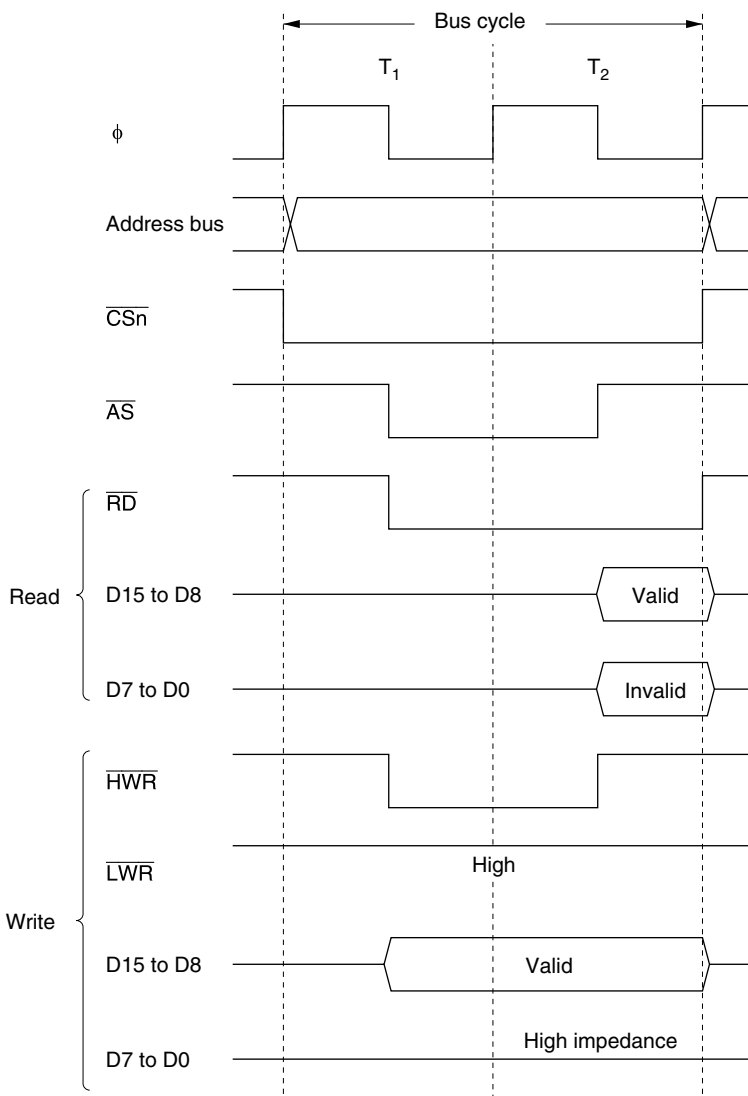 Bus cycle
T1 T2
ϕ
Address bus
CSn
AS
RD
Read
D15 to D8 Valid
D7 to D0 Invalid
HWR
LWR High
Write
D15 to D8 Valid
High impedance
D7 to D0